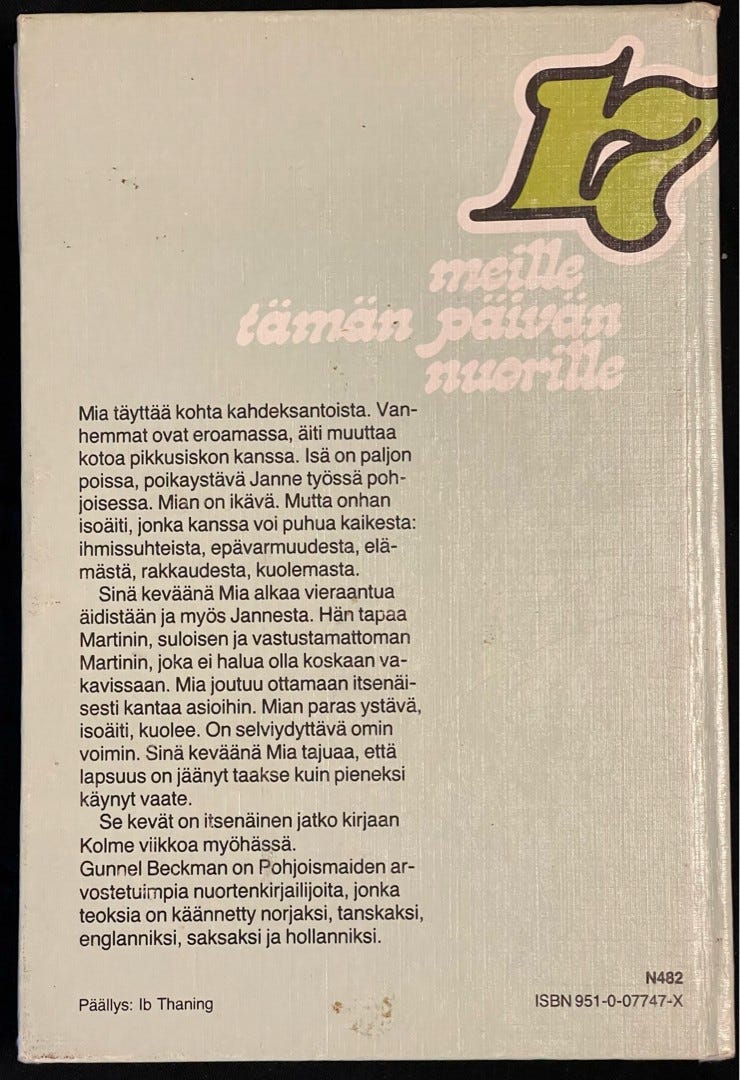 17
meille
tämän päivän
nuorille
Mia täyttää kohta kahdeksantoista. Van-
hemmat ovat eroamassa, äiti muuttaa
kotoa pikkusiskon kanssa. Isä on paljon
poissa, poikaystävä Janne työssä poh-
joisessa. Mian on ikävä. Mutta onhan
isoäiti, jonka kanssa voi puhua kaikesta:
ihmissuhteista, epävarmuudesta, elä-
mästä, rakkaudesta, kuolemasta.
Sinä keväänä Mia alkaa vieraantua
äidistään ja myös Jannesta. Hän tapaa
Martinin, suloisen ja vastustamattoman
Martinin, joka ei halua olla koskaan va-
kavissaan. Mia joutuu ottamaan itsenäi-
sesti kantaa asioihin. Mian paras ystävä,
isoäiti, kuolee. On selviydyttävä omin
voimin. Sinä keväänä Mia tajuaa, että
lapsuus on jäänyt taakse kuin pieneksi
käynyt vaate.
Se kevät on itsenäinen jatko kirjaan
Kolme viikkoa myöhässä.
Gunnel Beckman on Pohjoismaiden ar-
vostetuimpia nuortenkirjailijoita, jonka
teoksia on käännetty norjaksi, tanskaksi,
englanniksi, saksaksi ja hollanniksi.
Päällys: Ib Thaning
N482
ISBN 951-0-07747-X